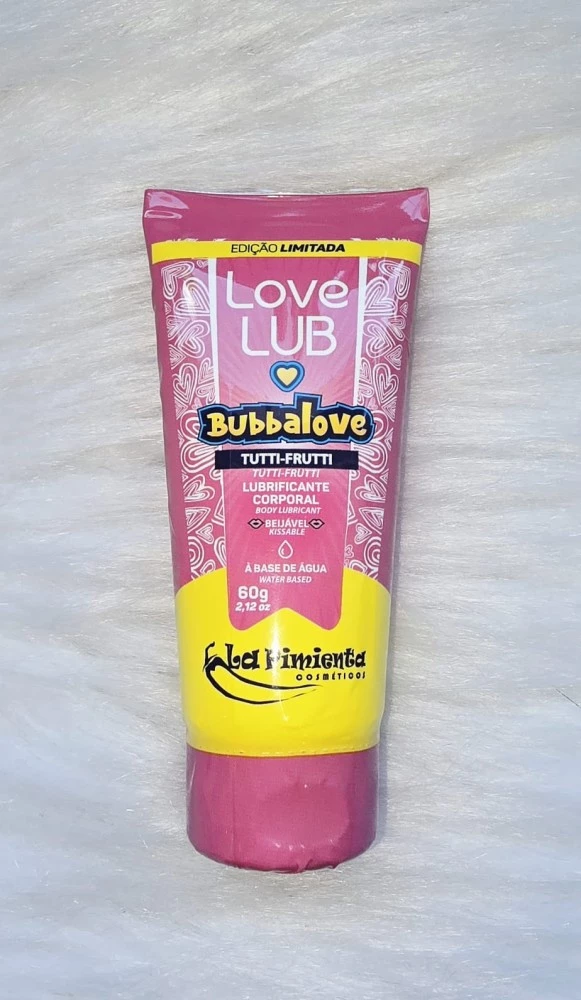 EDIÇÃO LIMITADA
LOVE
LUB
BUBBALOVE
TUTTI-FRUTTI
TUTTI-FRUTTI
LUBRIFICANTE
CORPORAL
BODY LUBRICANT
BEIJÁVEL
KISSABLE
À BASE DE ÁGUA
WATER BASED
60g
2,12 oz
La Pimienta
COSMÉTICOS